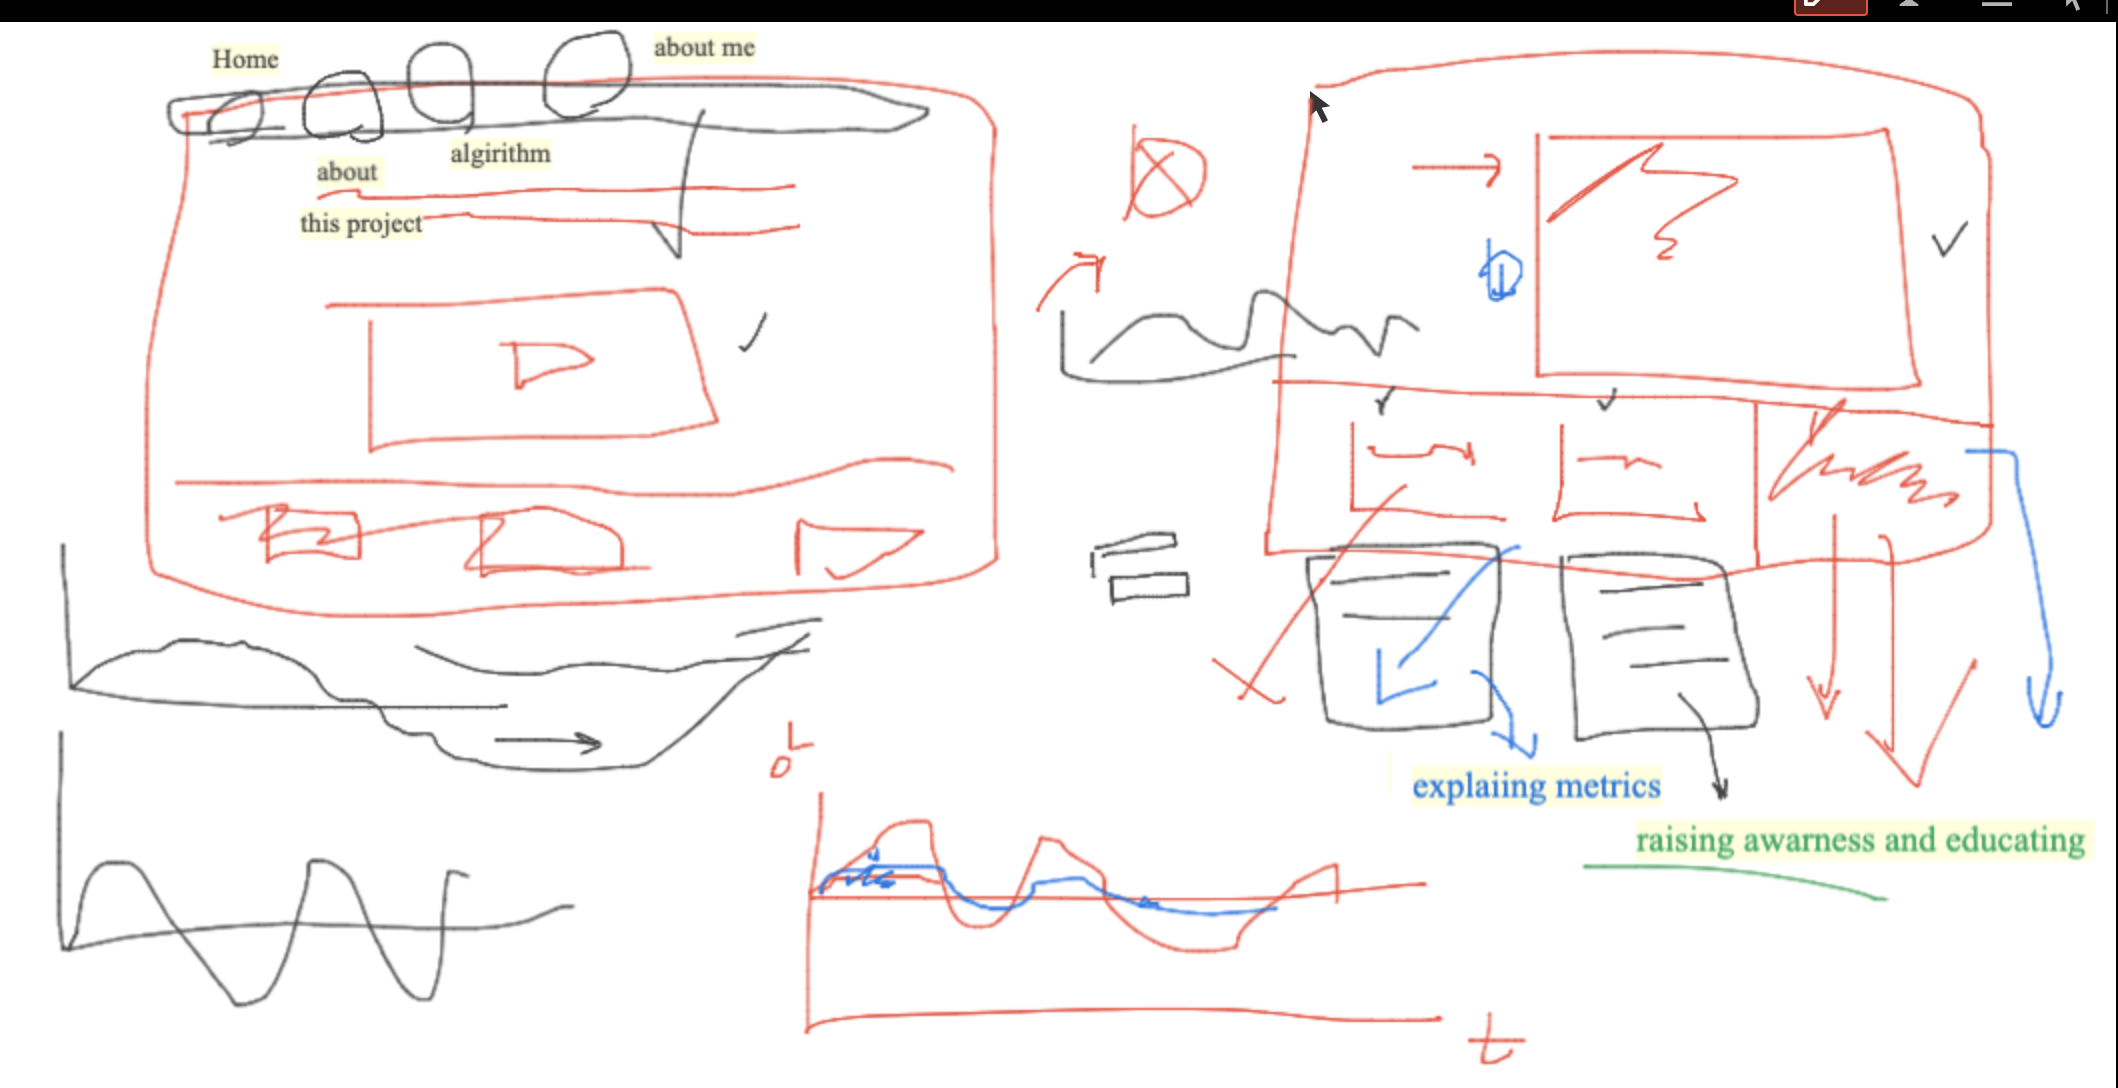 Home
about me
algirithm
about
this project
explaiing metrics
raising awarness and educating
t